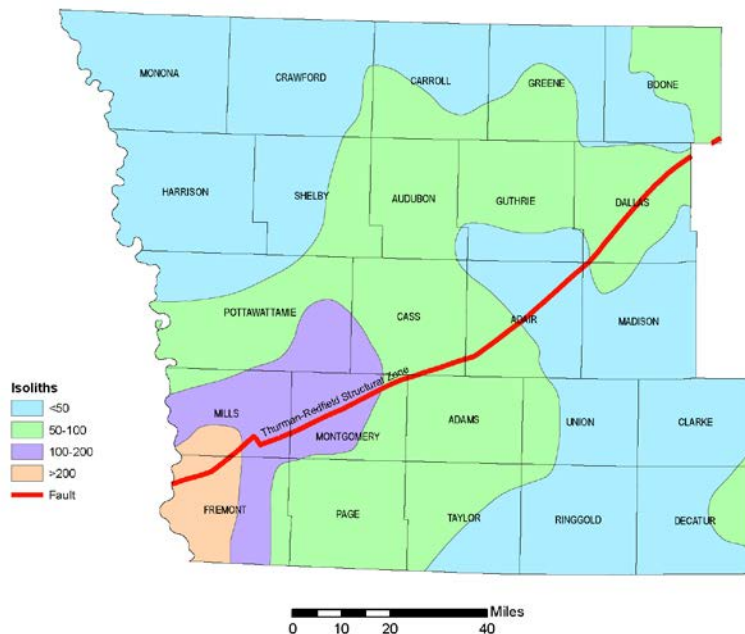 MONONA
CRAWFORD
CARROLL
GREENE
BOONE
HARRISON
SHELBY
AUDUBON
GUTHRIE
DALLAS
POTTAWATTAMIE
CASS
ADAIR
MADISON
Thurman-Redfield Structural Zone
MILLS
MONTGOMERY
ADAMS
UNION
CLARKE
FREMONT
PAGE
TAYLOR
RINGGOLD
DECATUR
Isoliths
<50
50-100
100-200
>200
Fault
Miles
0 10 20 40